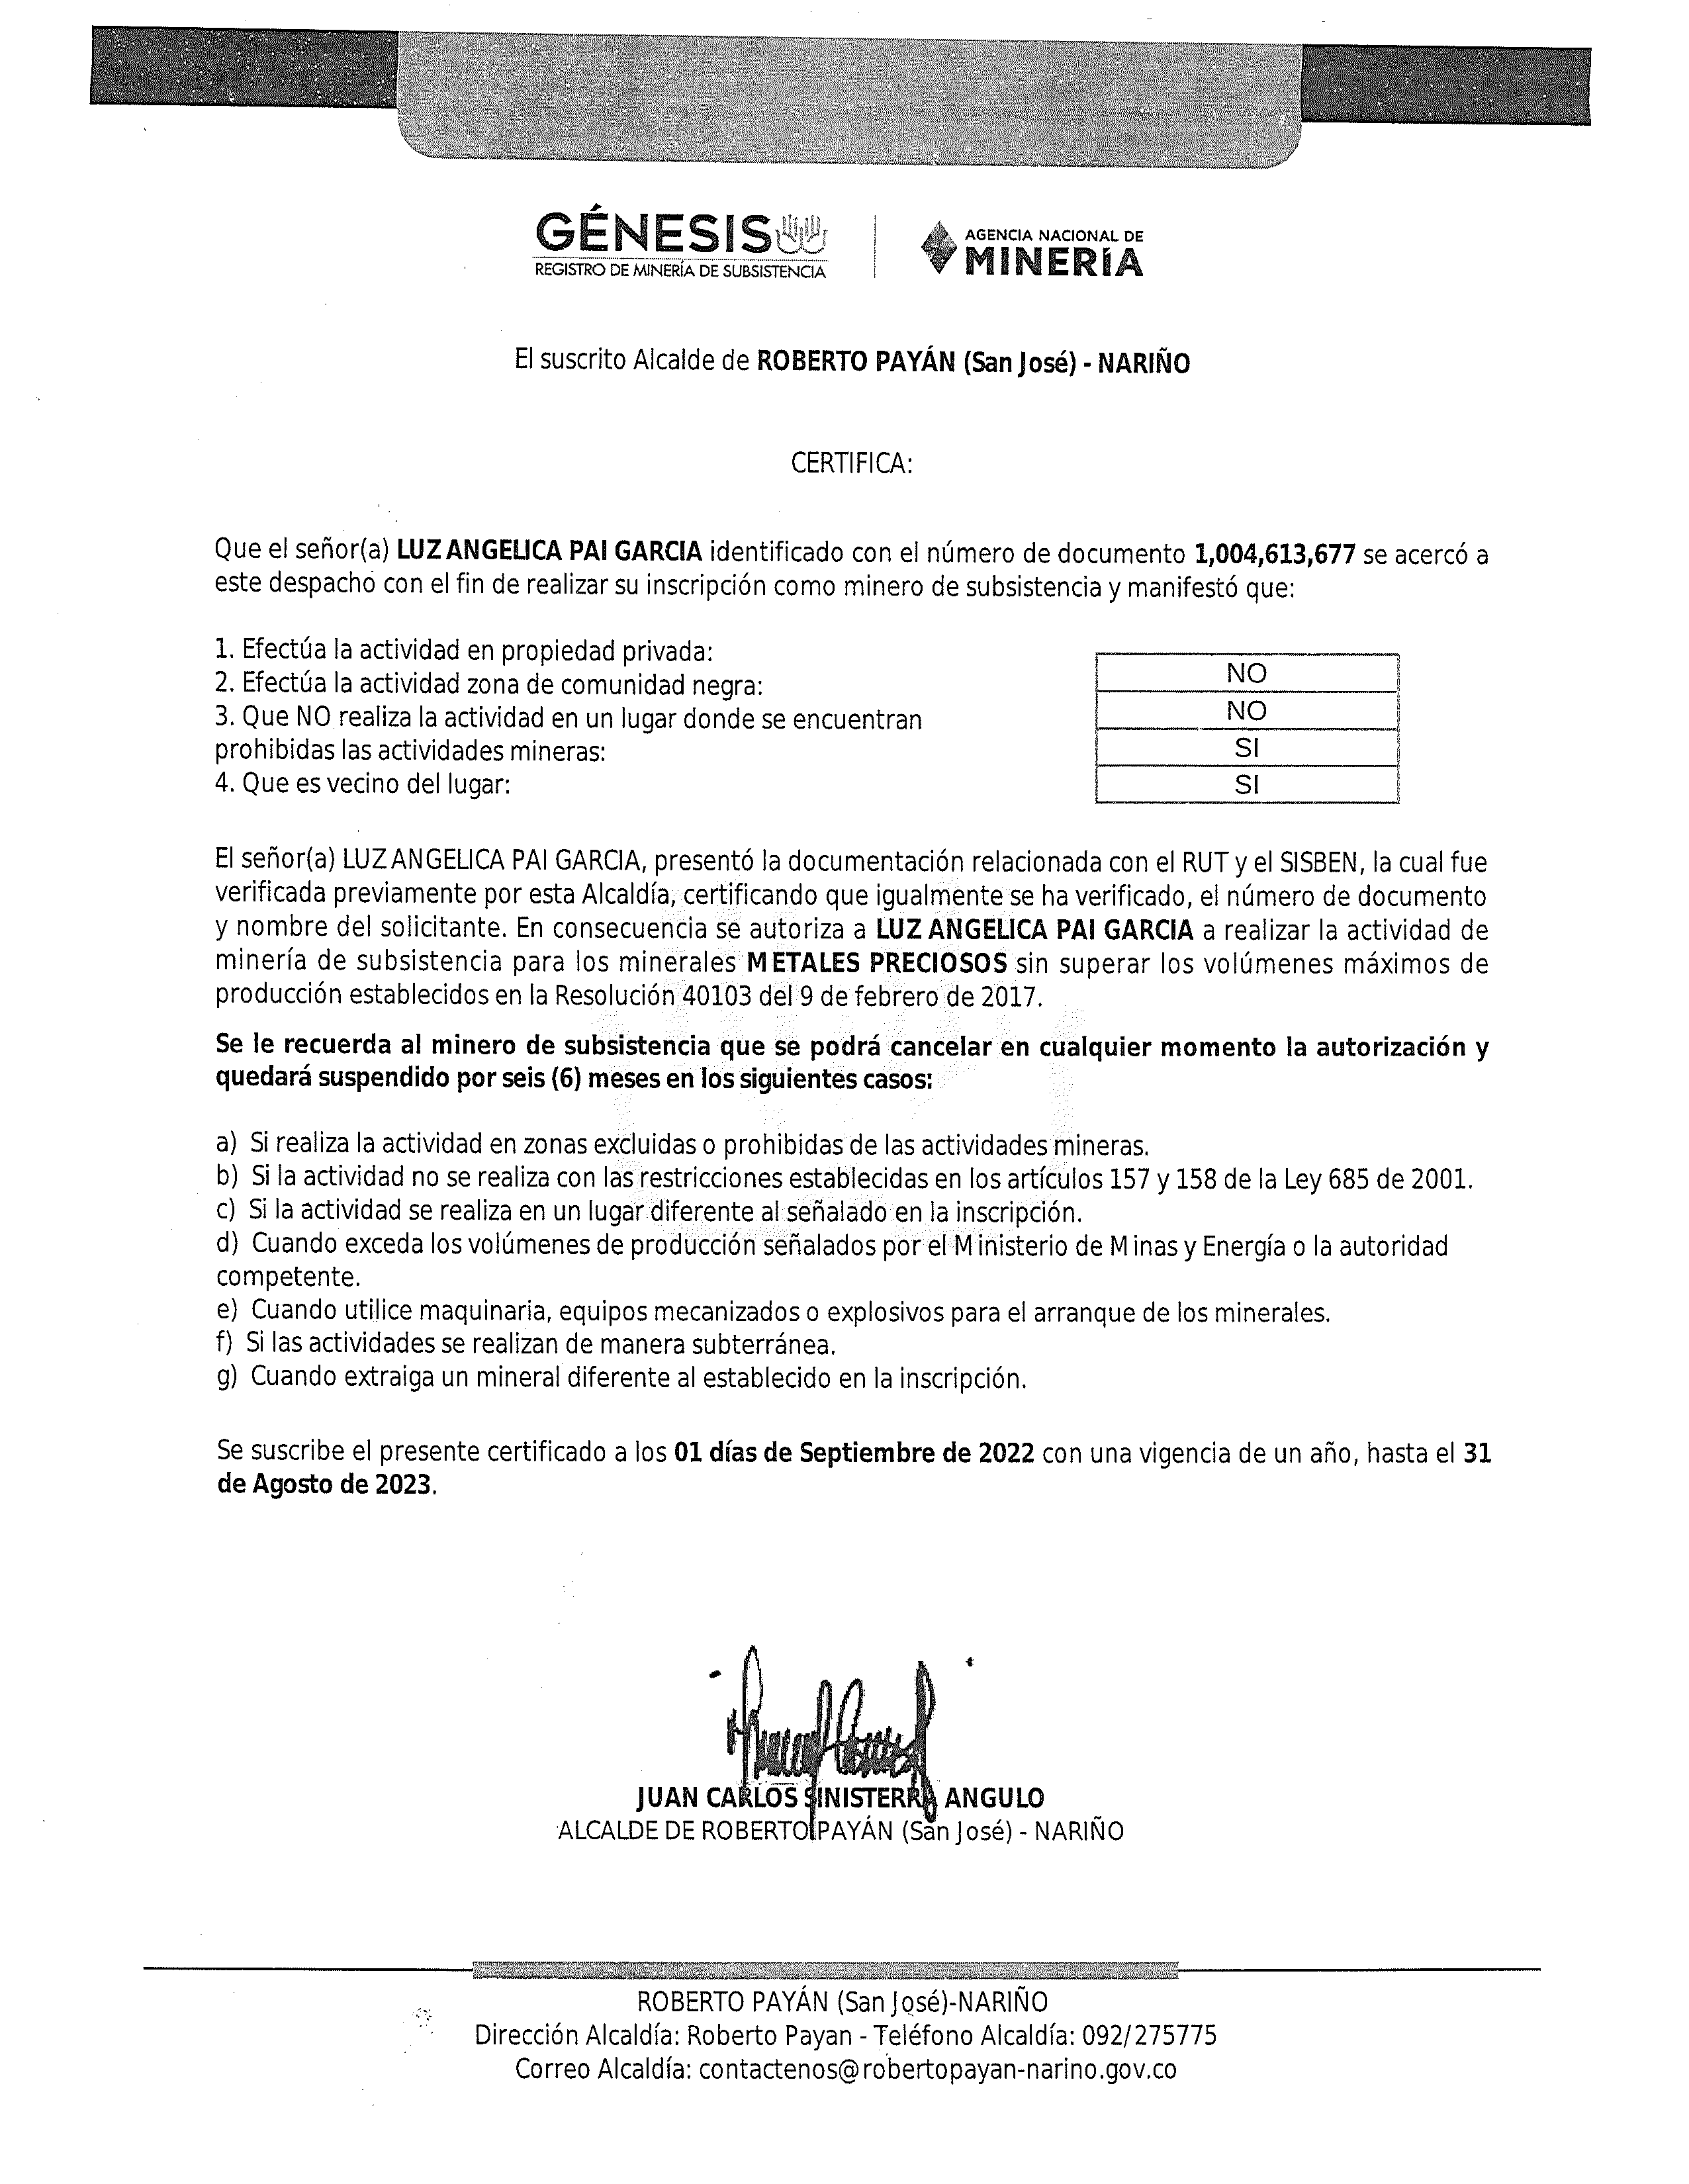 GÉNESIS
REGISTRO DE MINERÍA DE SUBSISTENCIA
AGENCIA NACIONAL DE
MINERÍA
El suscrito Alcalde de ROBERTO PAYÁN (San José) - NARIÑO
CERTIFICA:
Que el señor(a) LUZ ANGELICA PAI GARCIA identificado con el número de documento 1,004,613,677 se acercó a
este despacho con el fin de realizar su inscripción como minero de subsistencia y manifestó que:
1. Efectúa la actividad en propiedad privada:
NO
2. Efectúa la actividad zona de comunidad negra:
NO
3. Que NO realiza la actividad en un lugar donde se encuentran
prohibidas las actividades mineras:
SI
4. Que es vecino del lugar:
SI
El señor(a) LUZ ANGELICA PAI GARCIA, presentó la documentación relacionada con el RUT y el SISBEN, la cual fue
verificada previamente por esta Alcaldía, certificando que igualmente se ha verificado, el número de documento
y nombre del solicitante. En consecuencia se autoriza a LUZ ANGELICA PAI GARCIA a realizar la actividad de
minería de subsistencia para los minerales METALES PRECIOSOS sin superar los volúmenes máximos de
producción establecidos en la Resolución 40103 del 9 de febrero de 2017.
Se le recuerda al minero de subsistencia que se podrá cancelar en cualquier momento la autorización y
quedará suspendido por seis (6) meses en los siguientes casos:
a) Si realiza la actividad en zonas excluidas o prohibidas de las actividades mineras.
b) Si la actividad no se realiza con las restricciones establecidas en los artículos 157 y 158 de la Ley 685 de 2001.
c) Si la actividad se realiza en un lugar diferente al señalado en la inscripción.
d) Cuando exceda los volúmenes de producción señalados por el Ministerio de Minas y Energía o la autoridad
competente.
e) Cuando utilice maquinaria, equipos mecanizados o explosivos para el arranque de los minerales.
f) Si las actividades se realizan de manera subterránea.
g) Cuando extraiga un mineral diferente al establecido en la inscripción.
Se suscribe el presente certificado a los 01 días de Septiembre de 2022 con una vigencia de un año, hasta el 31
de Agosto de 2023.
JUAN CARLOS SINISTERRA ANGULO
ALCALDE DE ROBERTO PAYÁN (San José) - NARIÑO
ROBERTO PAYÁN (San José)-NARIÑO
Dirección Alcaldía: Roberto Payan - Teléfono Alcaldía: 092/275775
Correo Alcaldía: contactenos@robertopayan-narino.gov.co